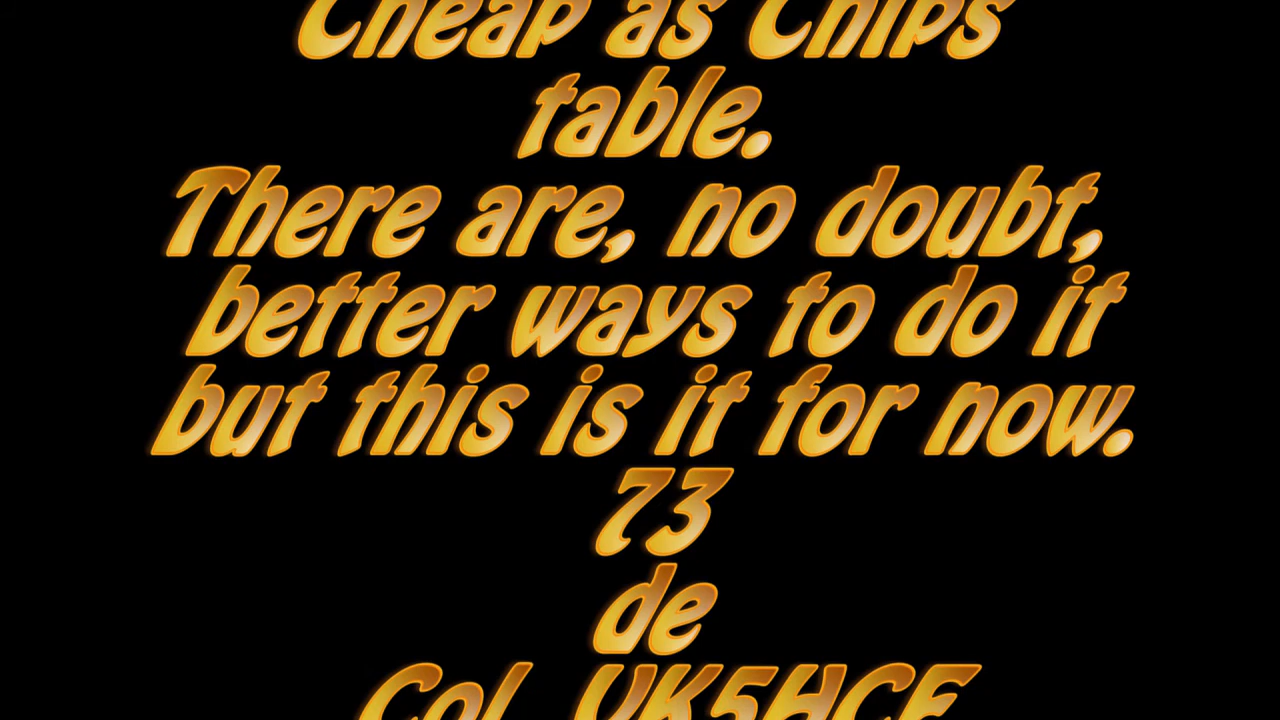 Cheap as Chips
table.
There are, no doubt,
better ways to do it
but this is it for now.
73
de
Col VK5HCF